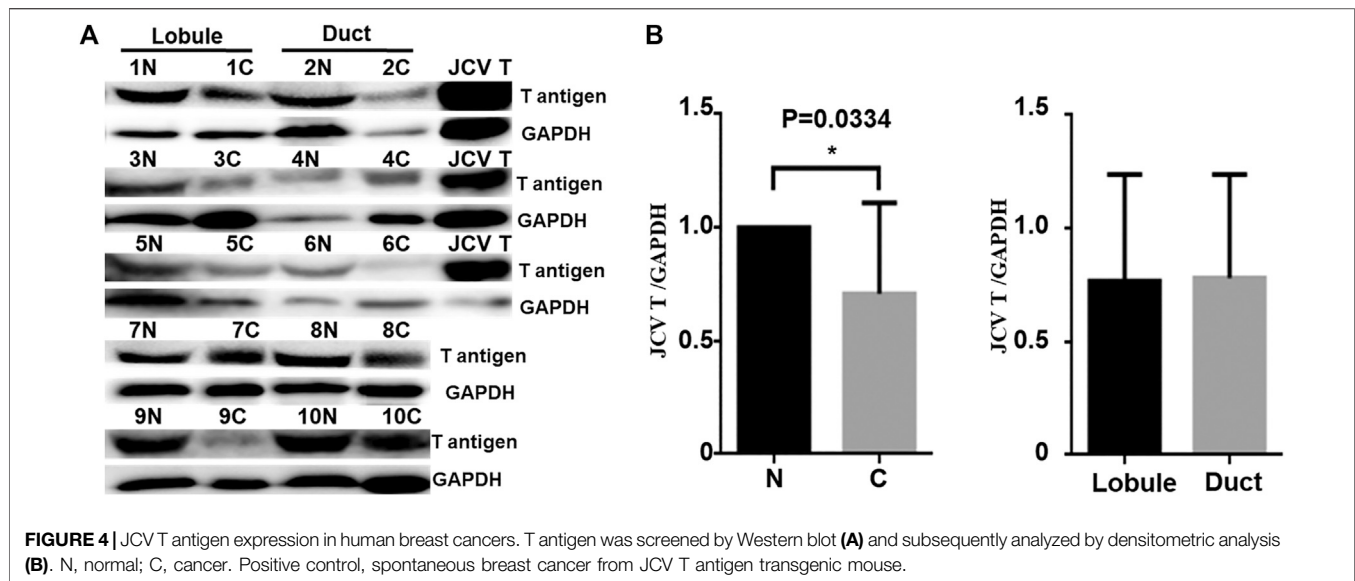 A
Lobule Duct
1N 1C 2N 2C JCV T
T antigen
GAPDH
3N 3C 4N 4C JCV T
T antigen
GAPDH
5N 5C 6N 6C JCV T
T antigen
GAPDH
7N 7C 8N 8C
T antigen
GAPDH
9N 9C 10N 10C
T antigen
GAPDH
B
JCV T /GAPDH
1.5
1.0
0.5
0
P=0.0334
*
N C
JCV T /GAPDH
1.5
1.0
0.5
0
Lobule Duct
FIGURE 4 | JCV T antigen expression in human breast cancers. T antigen was screened by Western blot (A) and subsequently analyzed by densitometric analysis
(B). N, normal; C, cancer. Positive control, spontaneous breast cancer from JCV T antigen transgenic mouse.